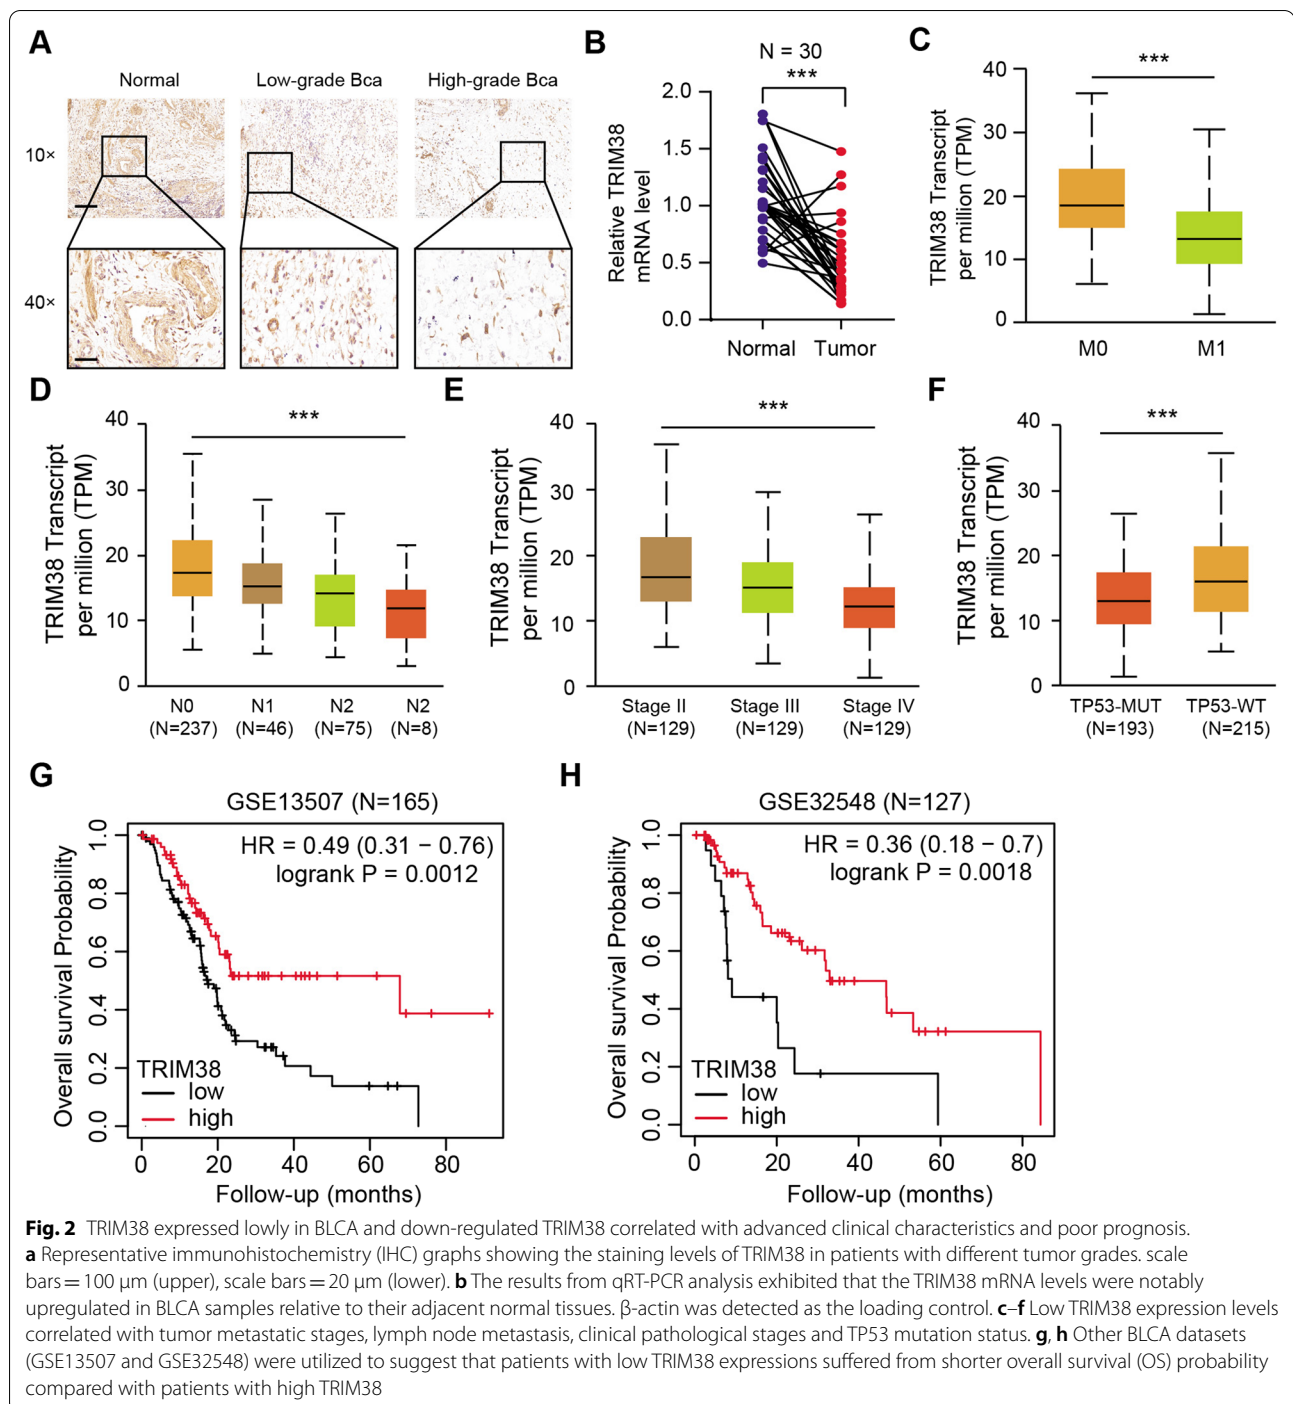 A
Normal
Low-grade Bca
High-grade Bca
10×
40×
B
N = 30
***
Relative TRIM38
mRNA level
2.0
1.5
1.0
0.5
0.0
Normal
Tumor
C
***
TRIM38 Transcript
per million (TPM)
40
30
20
10
0
M0
M1
D
***
TRIM38 Transcript
per million (TPM)
40
30
20
10
0
N0
(N=237)
N1
(N=46)
N2
(N=75)
N2
(N=8)
E
***
TRIM38 Transcript
per million (TPM)
40
30
20
10
0
Stage II
(N=129)
Stage III
(N=129)
Stage IV
(N=129)
F
***
TRIM38 Transcript
per million (TPM)
40
30
20
10
0
TP53-MUT
(N=193)
TP53-WT
(N=215)
G
GSE13507 (N=165)
HR = 0.49 (0.31 − 0.76)
logrank P = 0.0012
Overall survival Probability
1.0
0.8
0.6
0.4
0.2
0.0
TRIM38
low
high
0 20 40 60 80
Follow-up (months)
H
GSE32548 (N=127)
HR = 0.36 (0.18 − 0.7)
logrank P = 0.0018
Overall survival Probability
1.0
0.8
0.6
0.4
0.2
0.0
TRIM38
low
high
0 20 40 60 80
Follow-up (months)
Fig. 2 TRIM38 expressed lowly in BLCA and down-regulated TRIM38 correlated with advanced clinical characteristics and poor prognosis.
a Representative immunohistochemistry (IHC) graphs showing the staining levels of TRIM38 in patients with different tumor grades. scale
bars = 100 μm (upper), scale bars = 20 μm (lower). b The results from qRT-PCR analysis exhibited that the TRIM38 mRNA levels were notably
upregulated in BLCA samples relative to their adjacent normal tissues. β-actin was detected as the loading control. c–f Low TRIM38 expression levels
correlated with tumor metastatic stages, lymph node metastasis, clinical pathological stages and TP53 mutation status. g, h Other BLCA datasets
(GSE13507 and GSE32548) were utilized to suggest that patients with low TRIM38 expressions suffered from shorter overall survival (OS) probability
compared with patients with high TRIM38